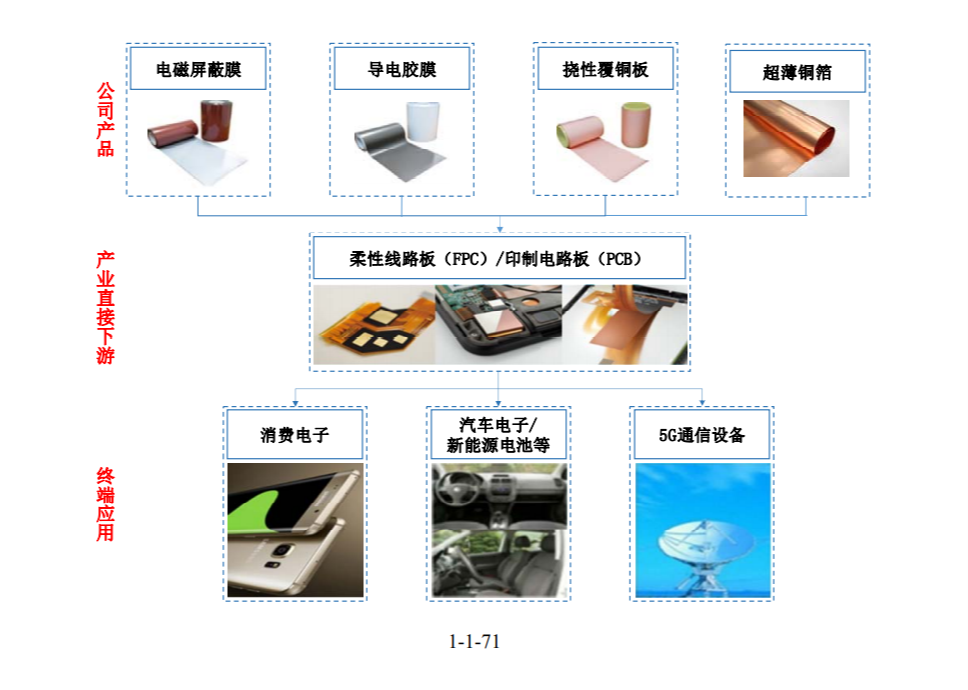 公司产品
电磁屏蔽膜
导电胶膜
挠性覆铜板
超薄铜箔
产业直接下游
柔性线路板（FPC）/印制电路板（PCB）
终端应用
消费电子
汽车电子/
新能源电池等
5G通信设备
1-1-71